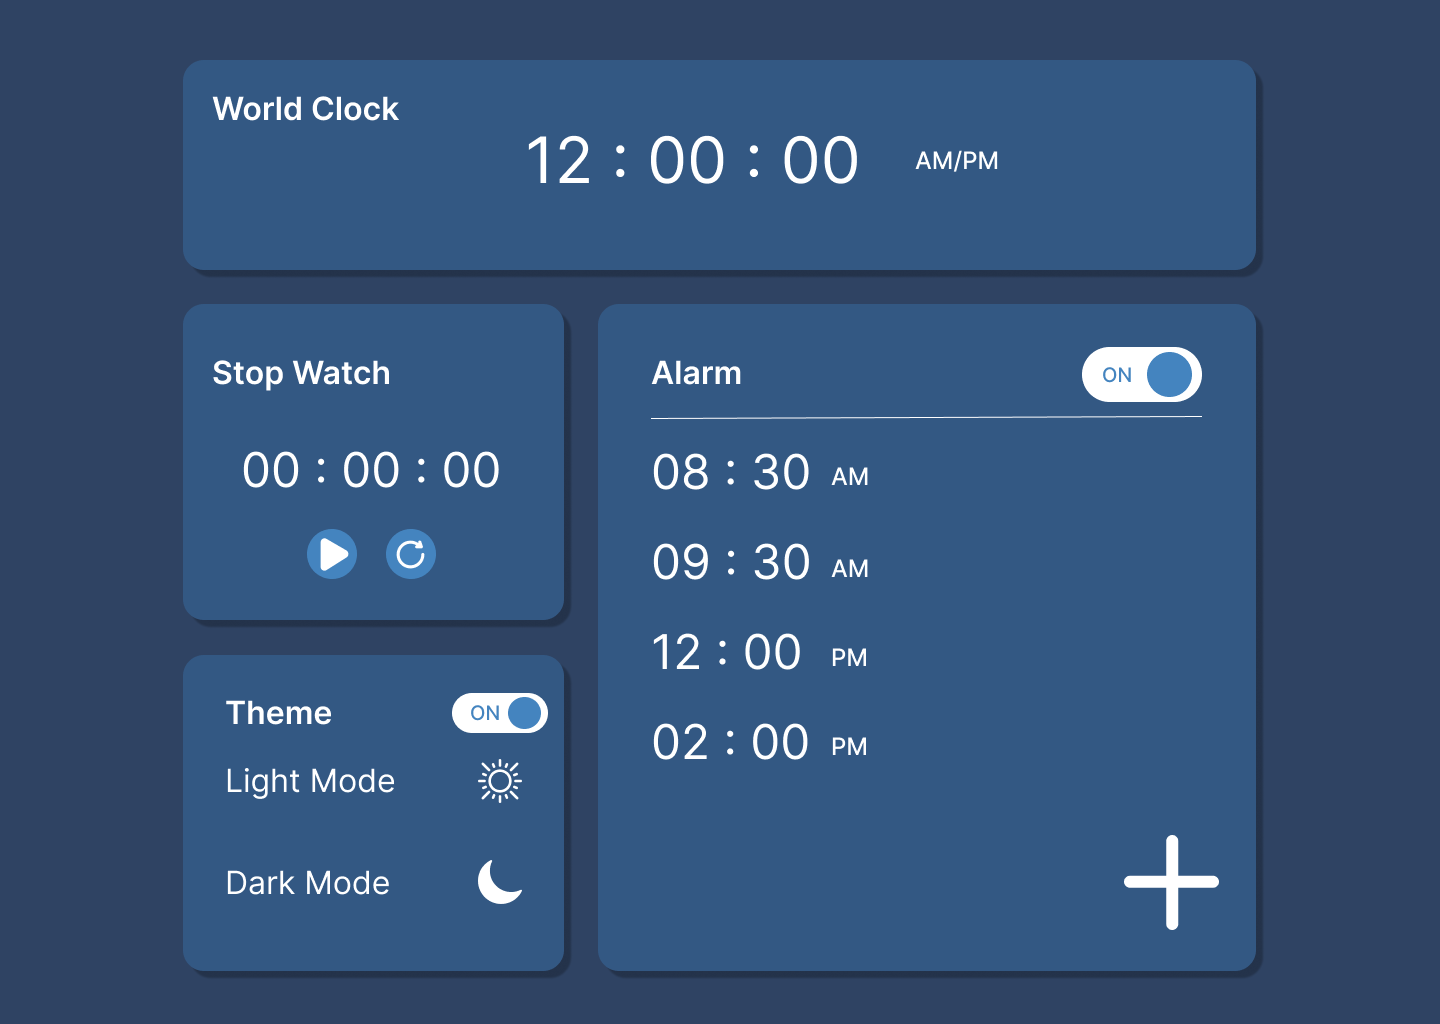 World Clock
12 : 00 : 00 AM/PM
Stop Watch
00 : 00 : 00
Theme ON
Light Mode
Dark Mode
Alarm ON
08 : 30 AM
09 : 30 AM
12 : 00 PM
02 : 00 PM